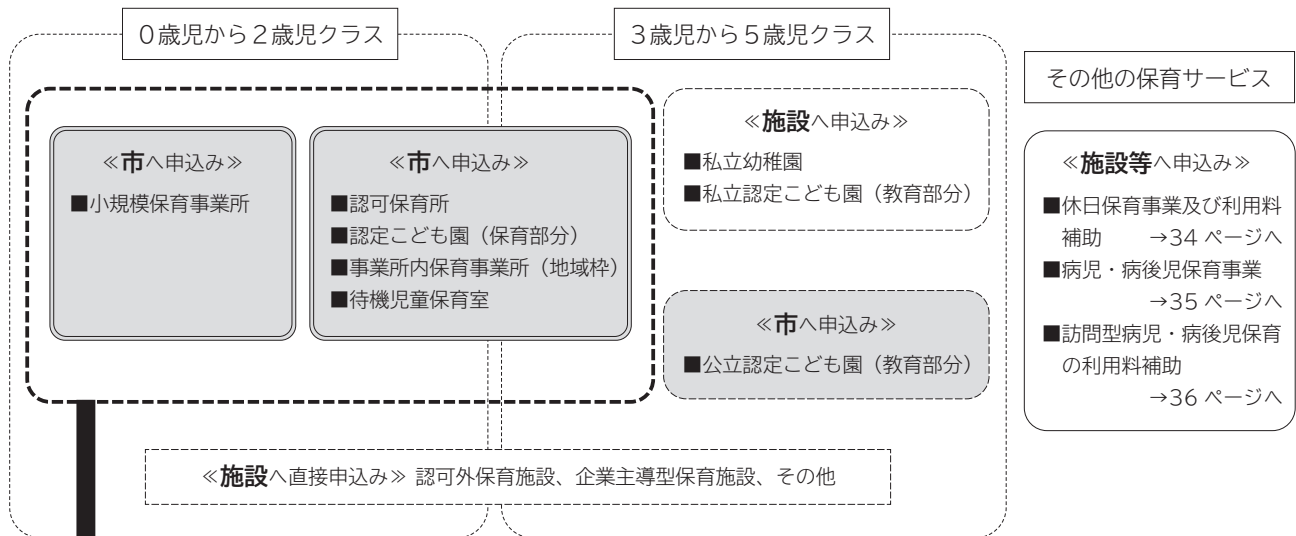 0歳児から2歳児クラス
3歳児から5歳児クラス
その他の保育サービス
≪市へ申込み≫
■小規模保育事業所
≪市へ申込み≫
■認可保育所
■認定こども園（保育部分）
■事業所内保育事業所（地域枠）
■待機児童保育室
≪施設へ申込み≫
■私立幼稚園
■私立認定こども園（教育部分）
≪市へ申込み≫
■公立認定こども園（教育部分）
≪施設等へ申込み≫
■休日保育事業及び利用料
補助　→34 ページへ
■病児・病後児保育事業
→35 ページへ
■訪問型病児・病後児保育
の利用料補助
→36 ページへ
≪施設へ直接申込み≫ 認可外保育施設、企業主導型保育施設、その他